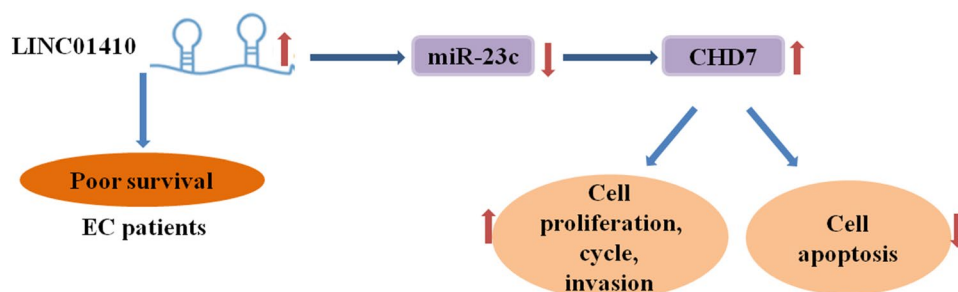 LINC01410
miR-23c
CHD7
Poor survival
EC patients
Cell
proliferation,
cycle,
invasion
Cell
apoptosis